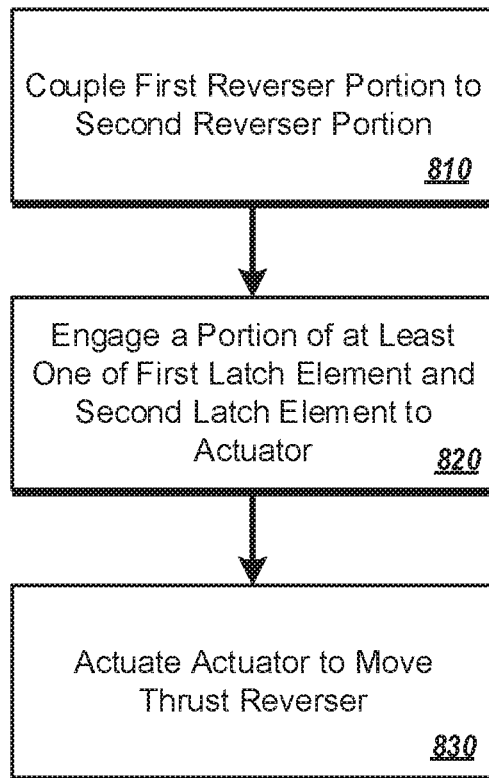 Couple First Reverser Portion to
Second Reverser Portion
810
Engage a Portion of at Least
One of First Latch Element and
Second Latch Element to
Actuator
820
Actuate Actuator to Move
Thrust Reverser
830